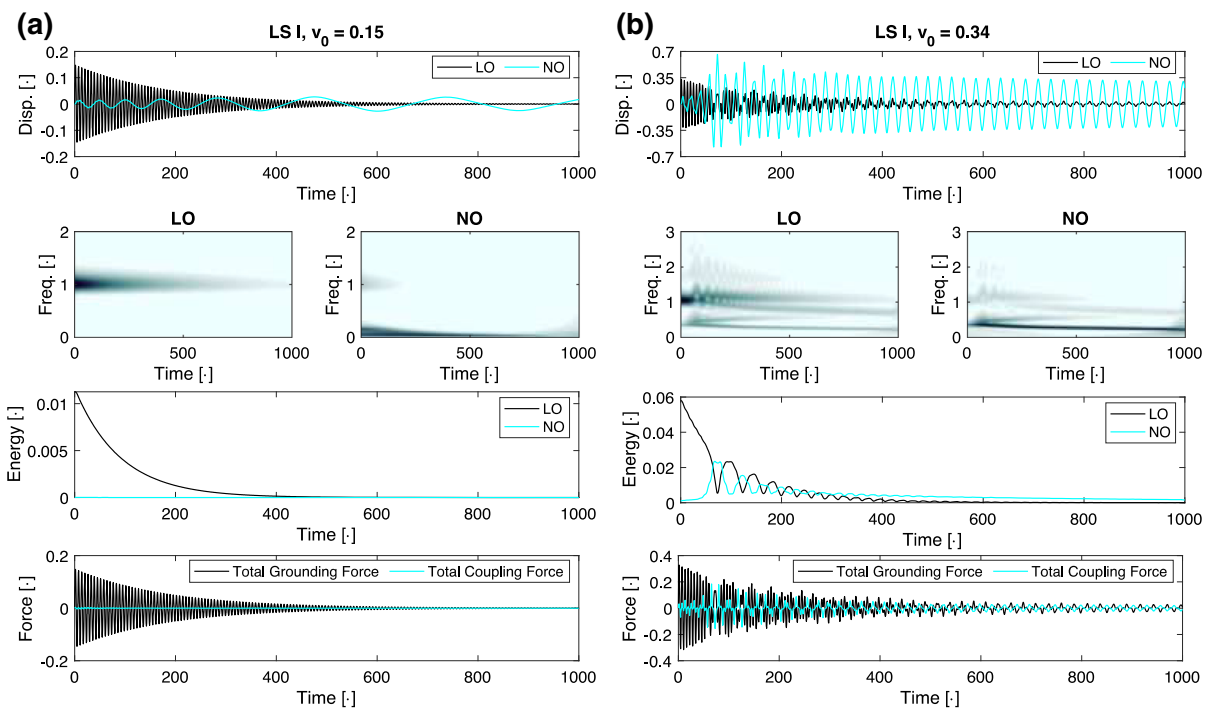 (a)
LS I, v0 = 0.15
Disp. [·]
0.2
0.1
0
-0.1
-0.2
LO NO
0 200 400 600 800 1000
Time [·]
LO
Freq. [·]
2
1
0
0 500 1000
Time [·]
NO
Freq. [·]
2
1
0
0 500 1000
Time [·]
Energy [·]
0.01
0.005
0
LO
NO
0 200 400 600 800 1000
Time [·]
Force [·]
0.2
0
-0.2
Total Grounding Force Total Coupling Force
0 200 400 600 800 1000
Time [·]
(b)
LS I, v0 = 0.34
Disp. [·]
0.7
0.35
0
-0.35
-0.7
LO NO
0 200 400 600 800 1000
Time [·]
LO
Freq. [·]
3
2
1
0
0 500 1000
Time [·]
NO
Freq. [·]
3
2
1
0
0 500 1000
Time [·]
Energy [·]
0.06
0.04
0.02
0
LO
NO
0 200 400 600 800 1000
Time [·]
Force [·]
0.4
0.2
0
-0.2
-0.4
Total Grounding Force Total Coupling Force
0 200 400 600 800 1000
Time [·]